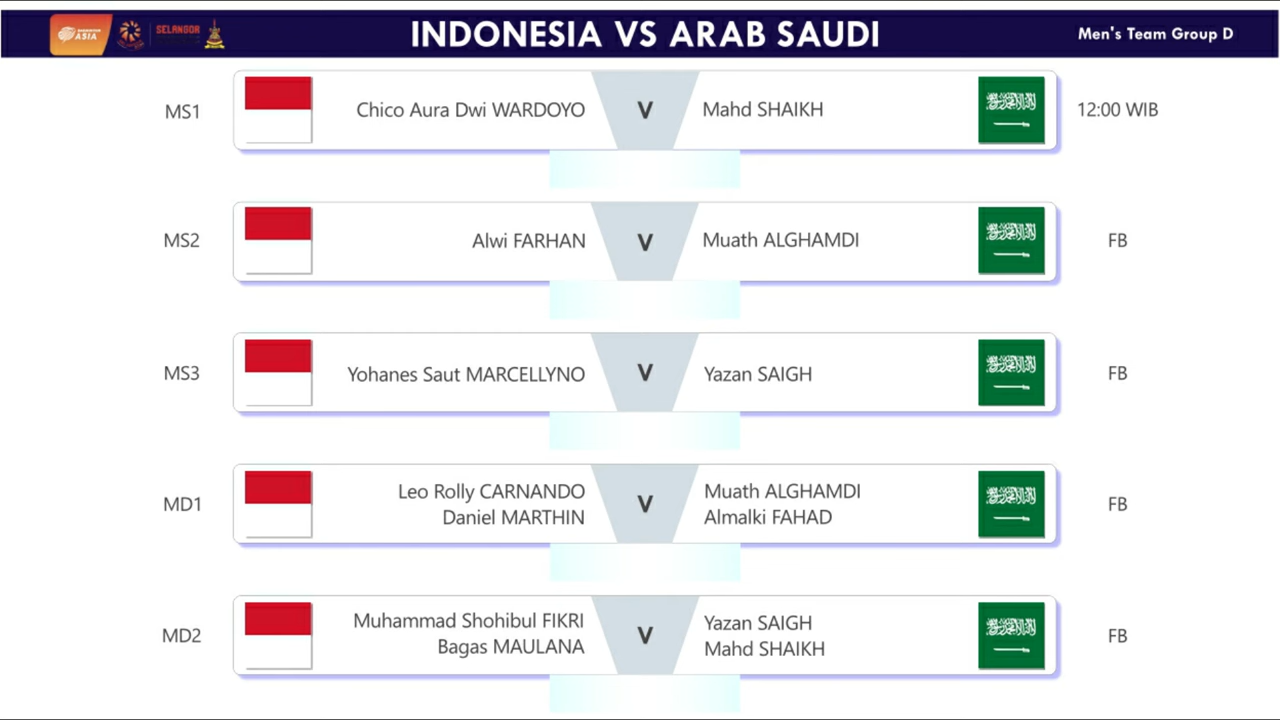 ASIA
SELANGOR
INDONESIA VS ARAB SAUDI
Men's Team Group D
MS1
Chico Aura Dwi WARDOYO
V
Mahd SHAIKH
12:00 WIB
MS2
Alwi FARHAN
V
Muath ALGHAMDI
FB
MS3
Yohanes Saut MARCELLYNO
V
Yazan SAIGH
FB
MD1
Leo Rolly CARNANDO
Daniel MARTHIN
V
Muath ALGHAMDI
Almalki FAHAD
FB
MD2
Muhammad Shohibul FIKRI
Bagas MAULANA
V
Yazan SAIGH
Mahd SHAIKH
FB